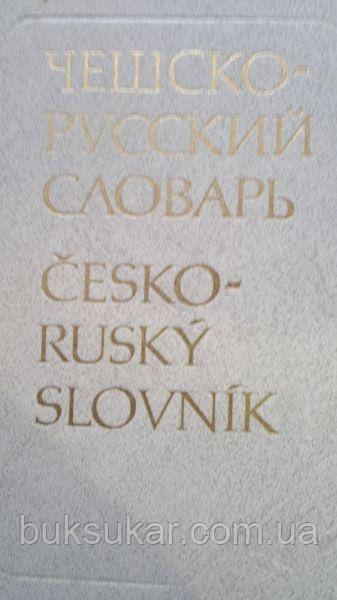 ЧЕШСКО-
РУССКИЙ
СЛОВАРЬ
ČESKO-
RUSKÝ
SLOVNÍK
buksukar.com.ua